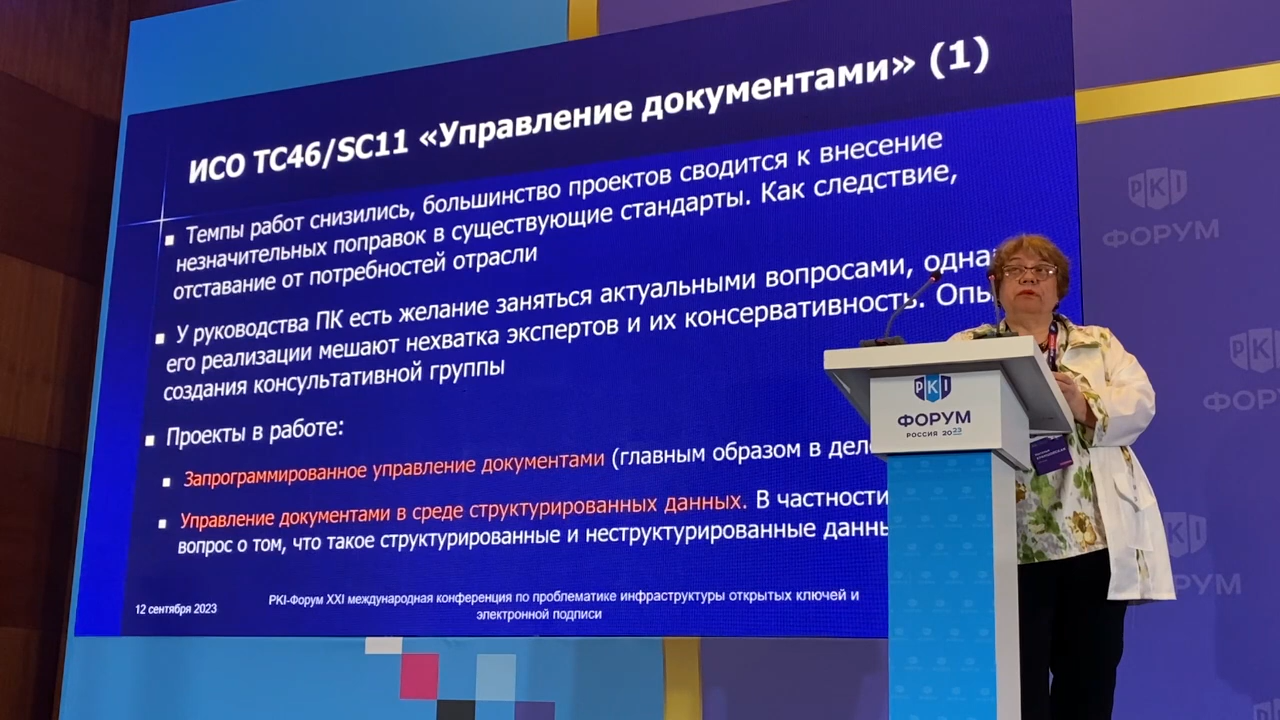 ИСО ТС46/SC11 «Управление документами» (1)
Темпы работ снизились, большинство проектов сводится к внесение
незначительных поправок в существующие стандарты. Как следствие,
отставание от потребностей отрасли
У руководства ПК есть желание заняться актуальными вопросами,
его реализации мешают нехватка экспертов и их консервативность.
создания консультативной группы
Проекты в работе:
Запрограммированное управление документами (главным образом в
Управление документами в среде структурированных данных. В частности
вопрос о том, что такое структурированные и неструктурированные
12 сентября 2023
PKI-Форум XXI международная конференция по проблематике инфраструктуры открытых ключей и
электронной подписи
PKI
ФОРУМ
РОССИЯ 2023
PKI
ФОРУМ